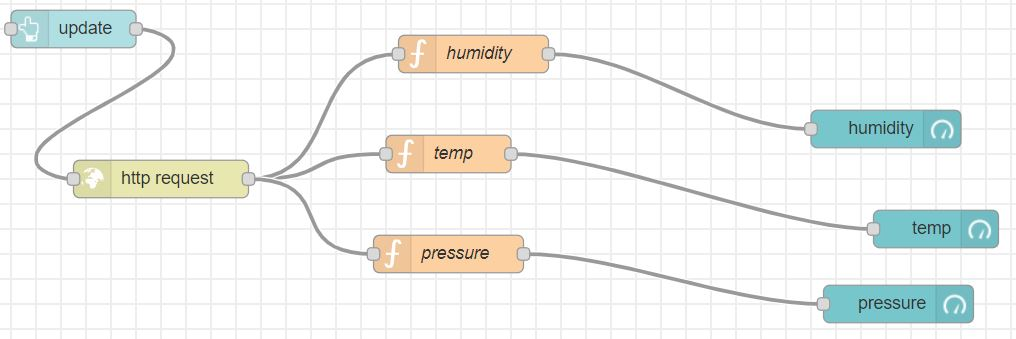 update
http request
humidity
temp
pressure
humidity
temp
pressure